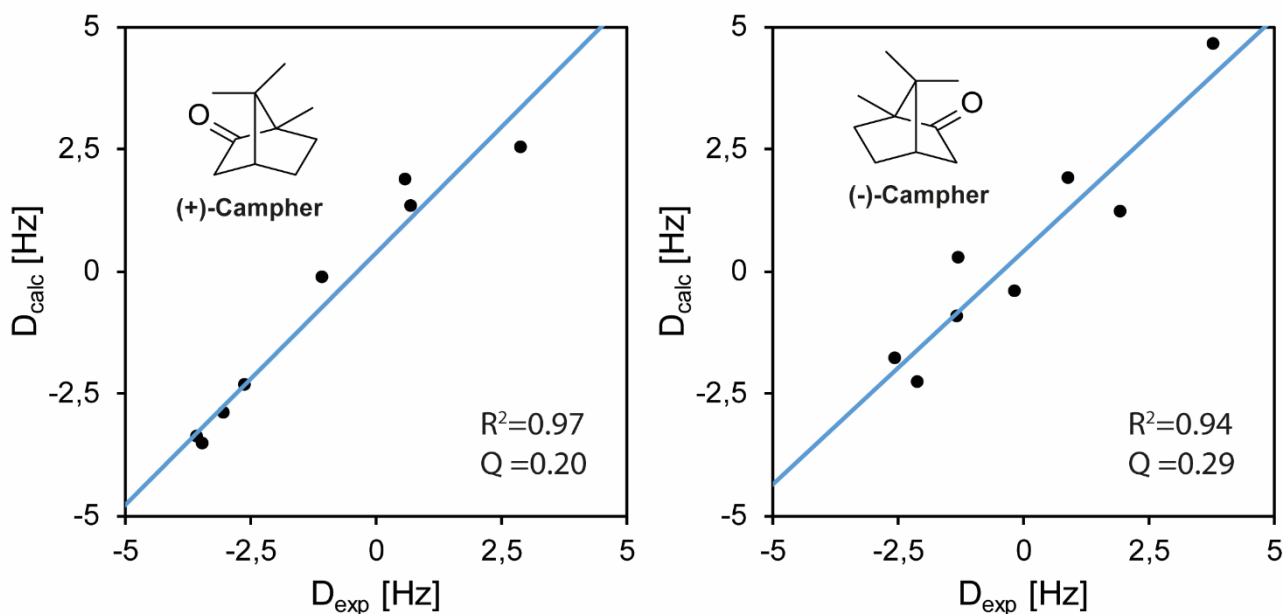 5
2,5
0
-2,5
-5
D_calc [Hz]
O
(+)-Campher
R²=0.97
Q =0.20
-5
-2,5
0
2,5
5
D_exp [Hz]
5
2,5
0
-2,5
-5
D_calc [Hz]
O
(-)-Campher
R²=0.94
Q =0.29
-5
-2,5
0
2,5
5
D_exp [Hz]